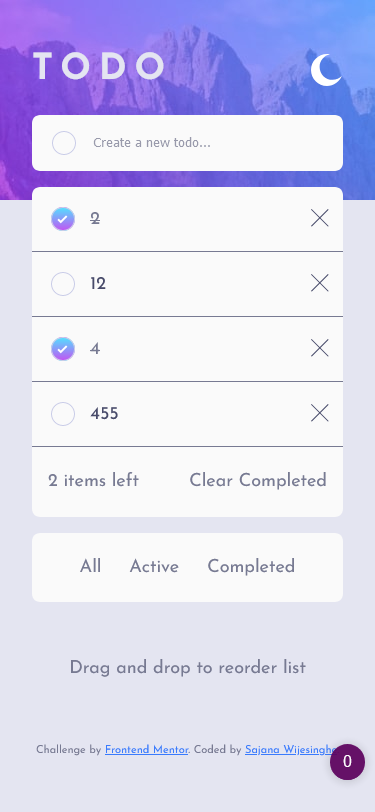 TODO
Create a new todo...
2
12
4
455
2 items left Clear Completed
All Active Completed
Drag and drop to reorder list
Challenge by Frontend Mentor. Coded by Sajana Wijesinghe
0